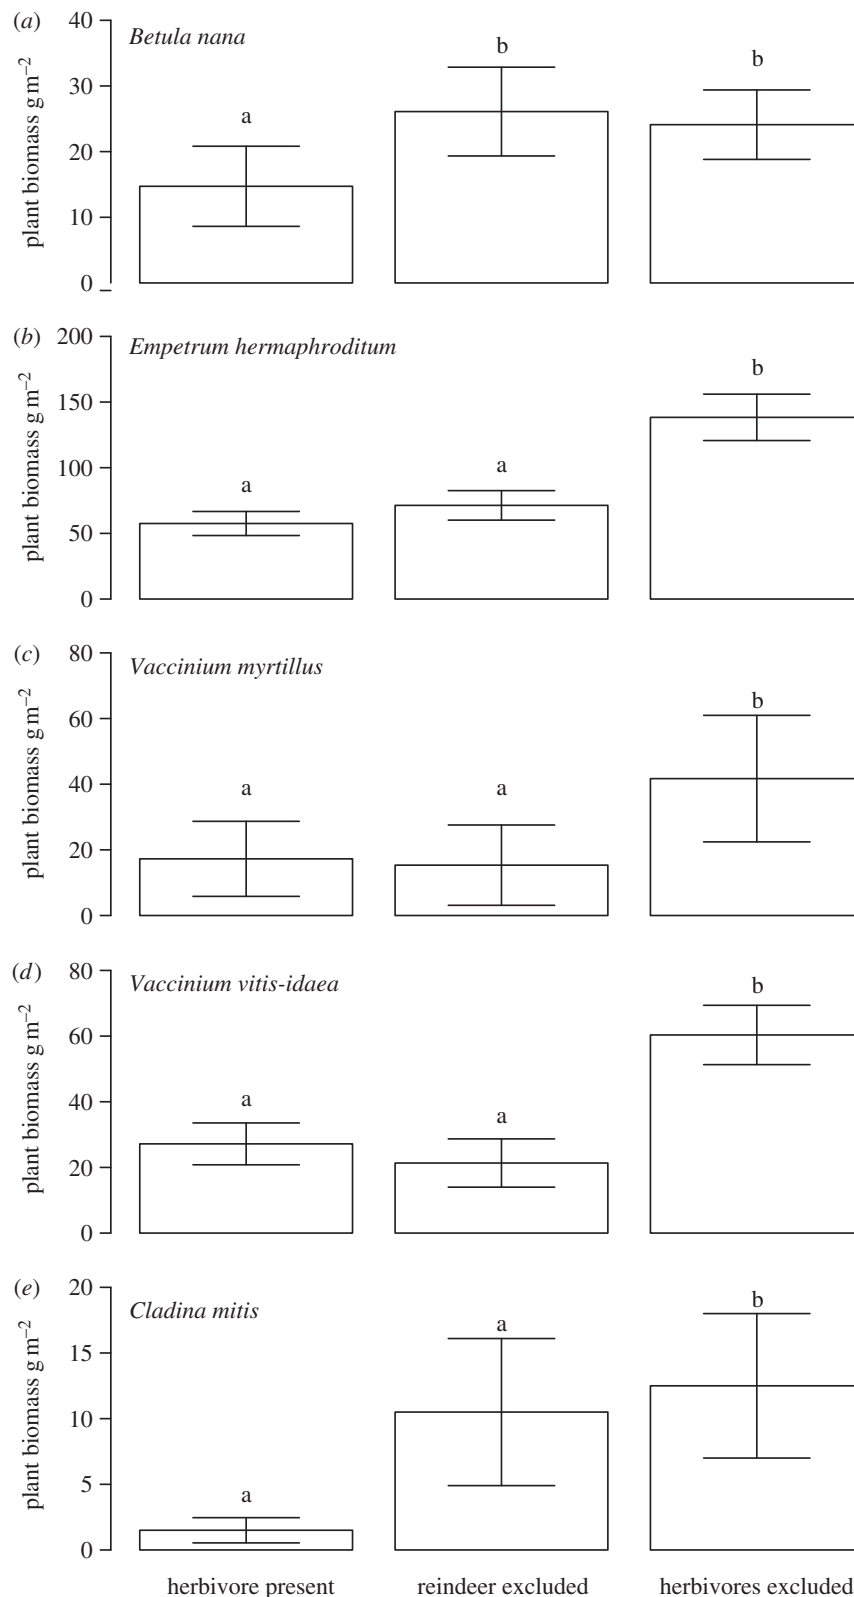 (a)
Betula nana
plant biomass g m⁻²
40
30
20
10
0
a
b
b
(b)
Empetrum hermaphroditum
plant biomass g m⁻²
200
150
100
50
0
a
a
b
(c)
Vaccinium myrtillus
plant biomass g m⁻²
80
60
40
20
0
a
a
b
(d)
Vaccinium vitis-idaea
plant biomass g m⁻²
80
60
40
20
0
a
a
b
(e)
Cladina mitis
plant biomass g m⁻²
20
15
10
5
0
a
a
b
herbivore present
reindeer excluded
herbivores excluded